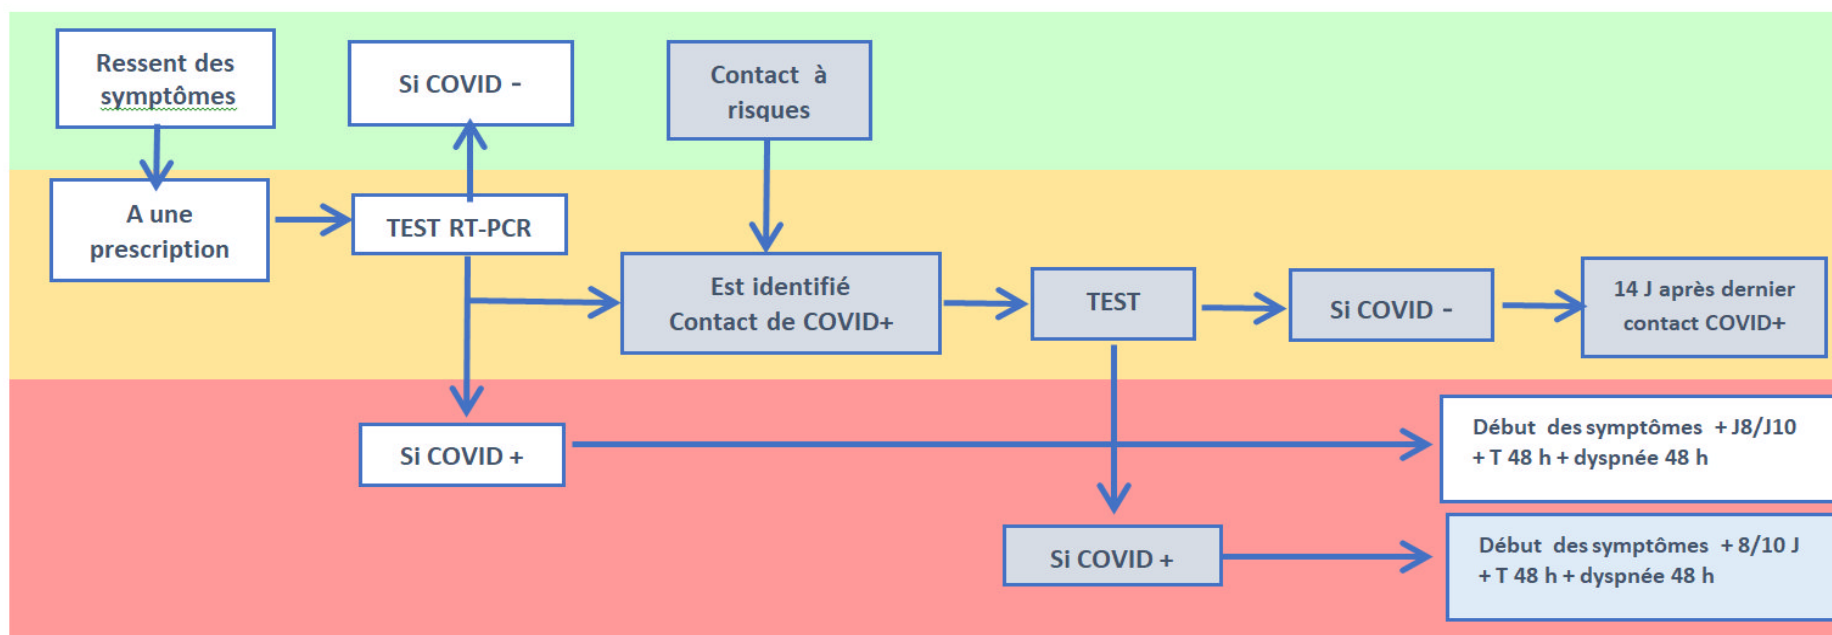 Ressent des
symptômes
Si COVID -
Contact à
risques
A une
prescription
TEST RT-PCR
Est identifié
Contact de COVID+
TEST
Si COVID -
14 J après dernier
contact COVID+
Si COVID +
Début des symptômes + J8/J10
+ T 48 h + dyspnée 48 h
Si COVID +
Début des symptômes + 8/10 J
+ T 48 h + dyspnée 48 h